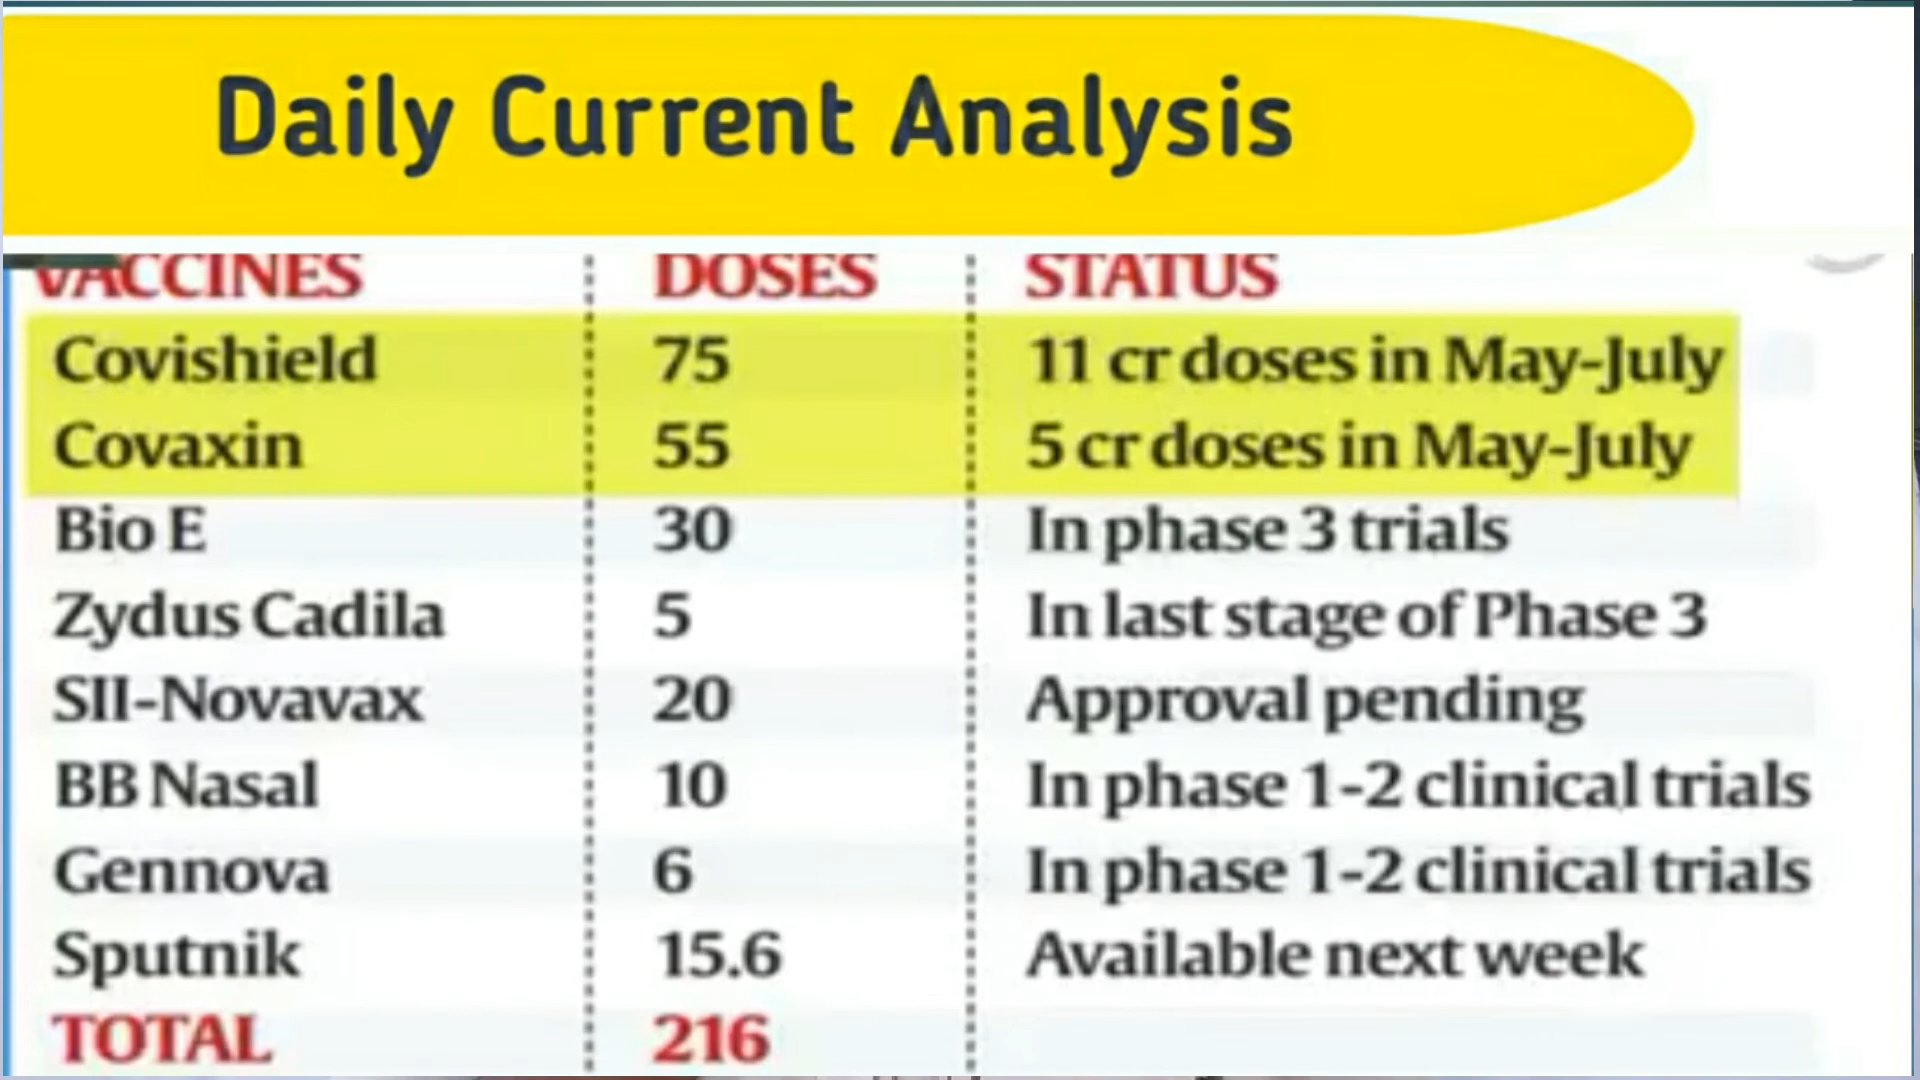 Daily Current Analysis
VACCINES DOSES STATUS
Covishield 75 11 cr doses in May-July
Covaxin 55 5 cr doses in May-July
Bio E 30 In phase 3 trials
Zydus Cadila 5 In last stage of Phase 3
SII-Novavax 20 Approval pending
BB Nasal 10 In phase 1-2 clinical trials
Gennova 6 In phase 1-2 clinical trials
Sputnik 15.6 Available next week
TOTAL 216